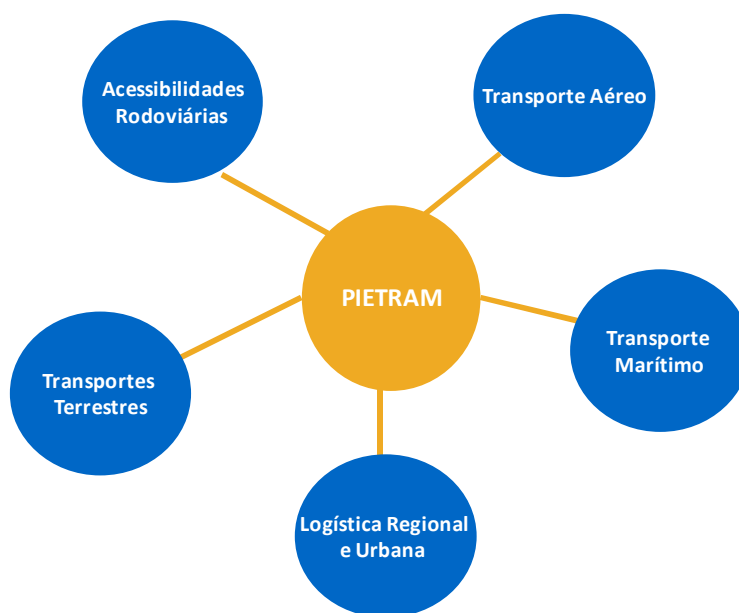 Acessibilidades
Rodoviárias
Transporte Aéreo
PIETRAM
Transporte
Marítimo
Transportes
Terrestres
Logística Regional
e Urbana